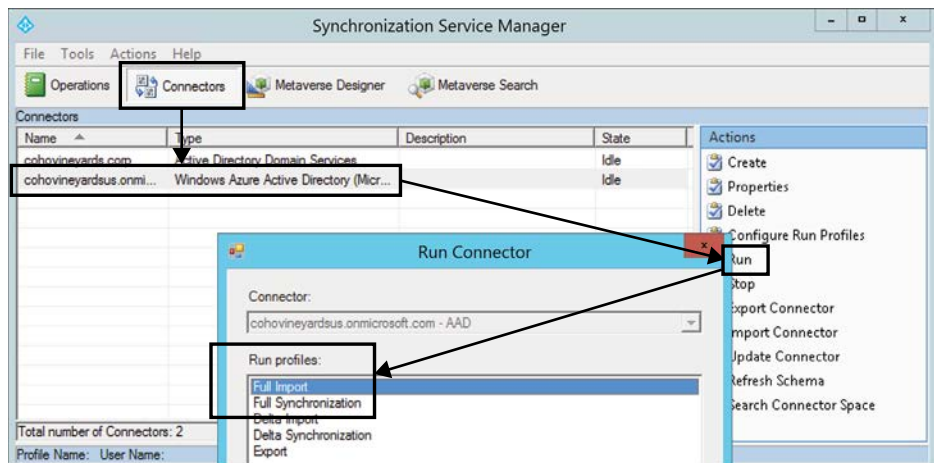 Synchronization Service Manager
File Tools Actions Help
Operations Connectors Metaverse Designer Metaverse Search
Connectors
Name Type Description State
cohovineyards.com Active Directory Domain Services Idle
cohovineyardsus.onmi... Windows Azure Active Directory (Micr... Idle
Total number of Connectors: 2
Profile Name: User Name:
Actions
Create
Properties
Delete
Configure Run Profiles
Run
Stop
Export Connector
Import Connector
Update Connector
Refresh Schema
Search Connector Space
Run Connector
x
Connector:
cohovineyardsus.onmicrosoft.com - AAD
Run profiles:
Full Import
Full Synchronization
Delta Import
Delta Synchronization
Export